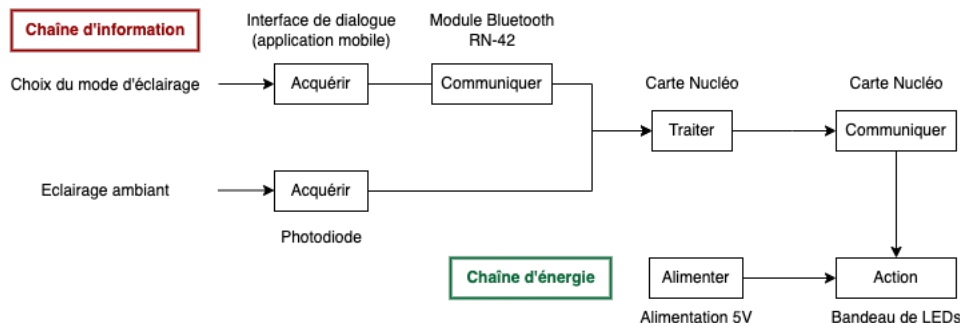 Chaîne d'information
Interface de dialogue
(application mobile)
Module Bluetooth
RN-42
Choix du mode d'éclairage
Acquérir
Communiquer
Carte Nucléo
Carte Nucléo
Traiter
Communiquer
Eclairage ambiant
Acquérir
Photodiode
Chaîne d'énergie
Alimenter
Action
Alimentation 5V
Bandeau de LEDs